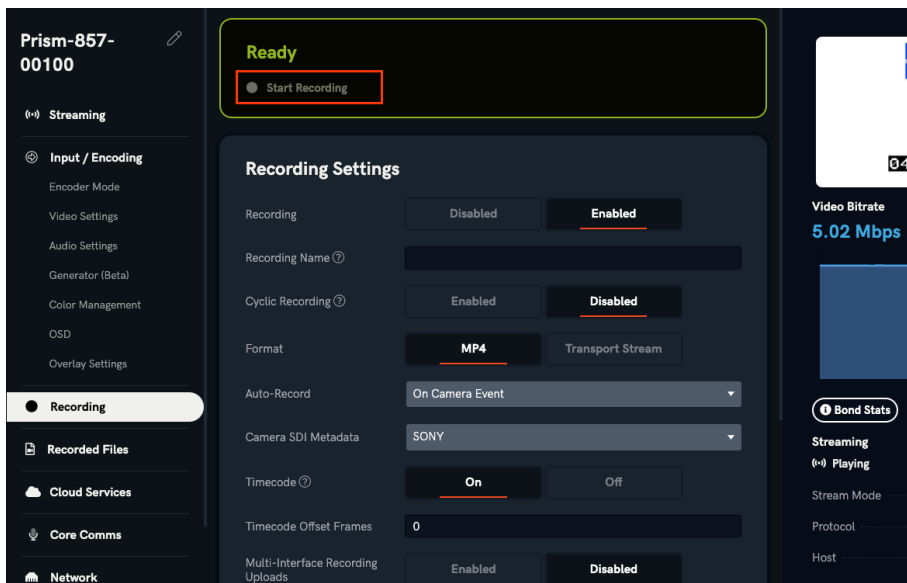 Prism-857-
00100
Streaming
Input / Encoding
Encoder Mode
Video Settings
Audio Settings
Generator (Beta)
Color Management
OSD
Overlay Settings
Recording
Recorded Files
Cloud Services
Core Comms
Network
Ready
Start Recording
Recording Settings
Recording Disabled Enabled
Recording Name
Cyclic Recording Enabled Disabled
Format MP4 Transport Stream
Auto-Record On Camera Event
Camera SDI Metadata SONY
Timecode On Off
Timecode Offset Frames 0
Multi-Interface Recording
Uploads Enabled Disabled
04
Video Bitrate
5.02 Mbps
Bond Stats
Streaming
Playing
Stream Mode
Protocol
Host